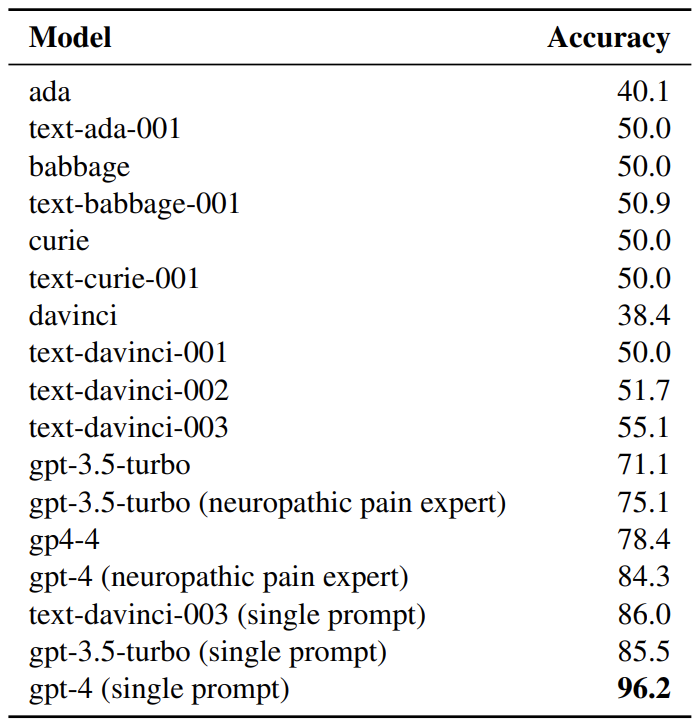 Model Accuracy
ada 40.1
text-ada-001 50.0
babbage 50.0
text-babbage-001 50.9
curie 50.0
text-curie-001 50.0
davinci 38.4
text-davinci-001 50.0
text-davinci-002 51.7
text-davinci-003 55.1
gpt-3.5-turbo 71.1
gpt-3.5-turbo (neuropathic pain expert) 75.1
gp4-4 78.4
gpt-4 (neuropathic pain expert) 84.3
text-davinci-003 (single prompt) 86.0
gpt-3.5-turbo (single prompt) 85.5
gpt-4 (single prompt) 96.2